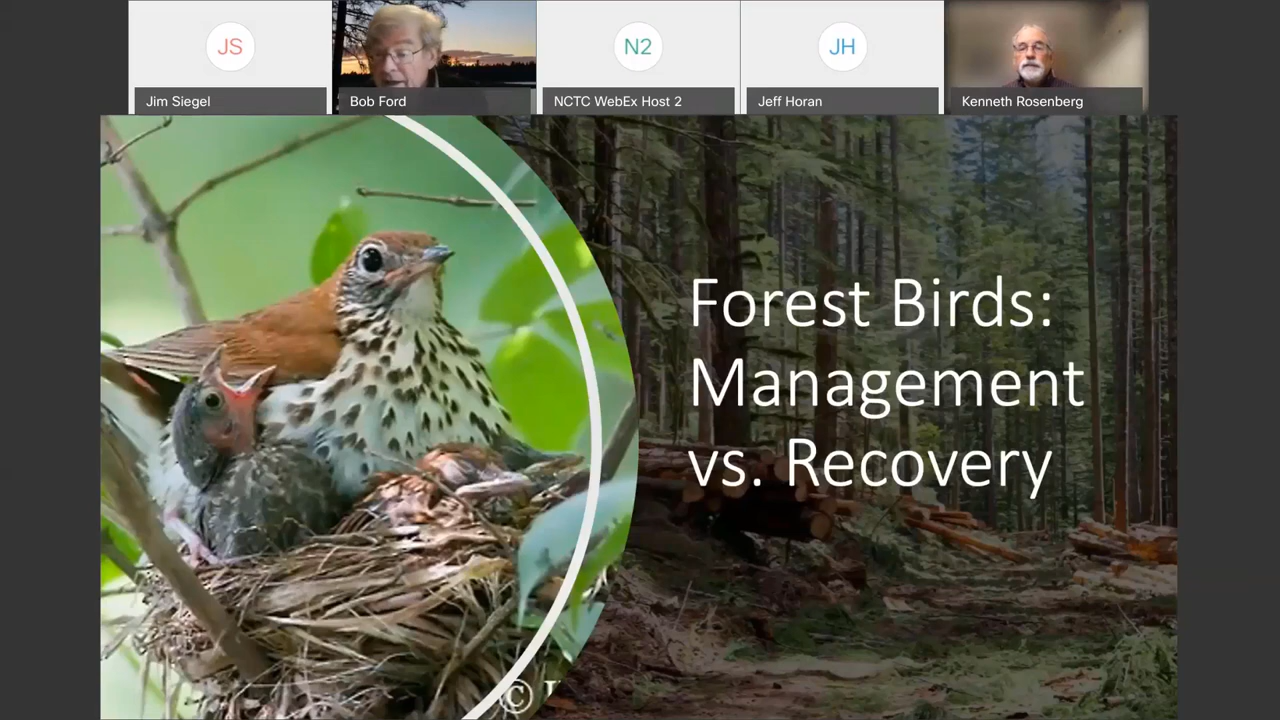 JS
N2
JH
Jim Siegel
Bob Ford
NCTC WebEx Host 2
Jeff Horan
Kenneth Rosenberg
Forest Birds:
Management
vs. Recovery
©